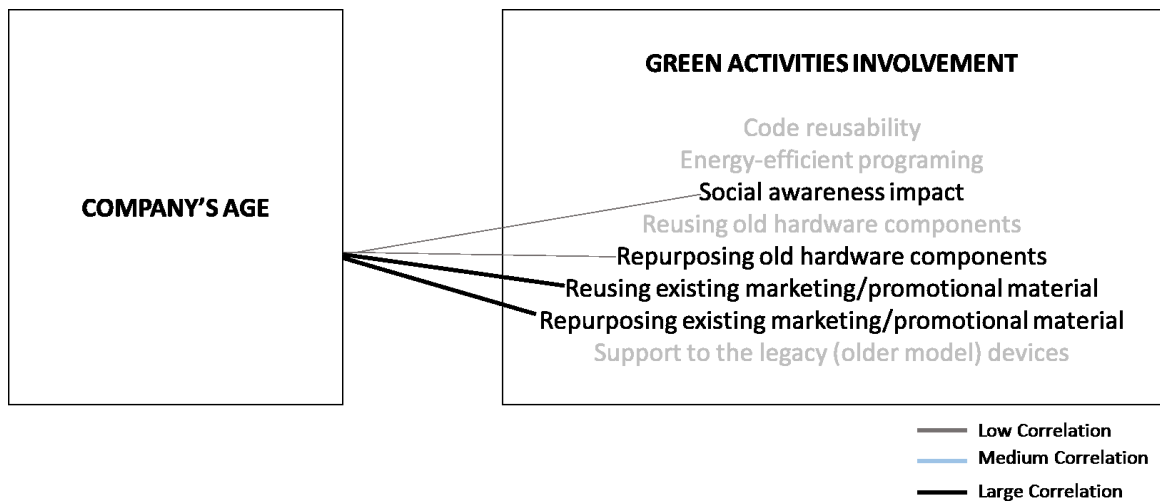 COMPANY'S AGE
GREEN ACTIVITIES INVOLVEMENT
Code reusability
Energy-efficient programing
Social awareness impact
Reusing old hardware components
Repurposing old hardware components
Reusing existing marketing/promotional material
Repurposing existing marketing/promotional material
Support to the legacy (older model) devices
Low Correlation
Medium Correlation
Large Correlation